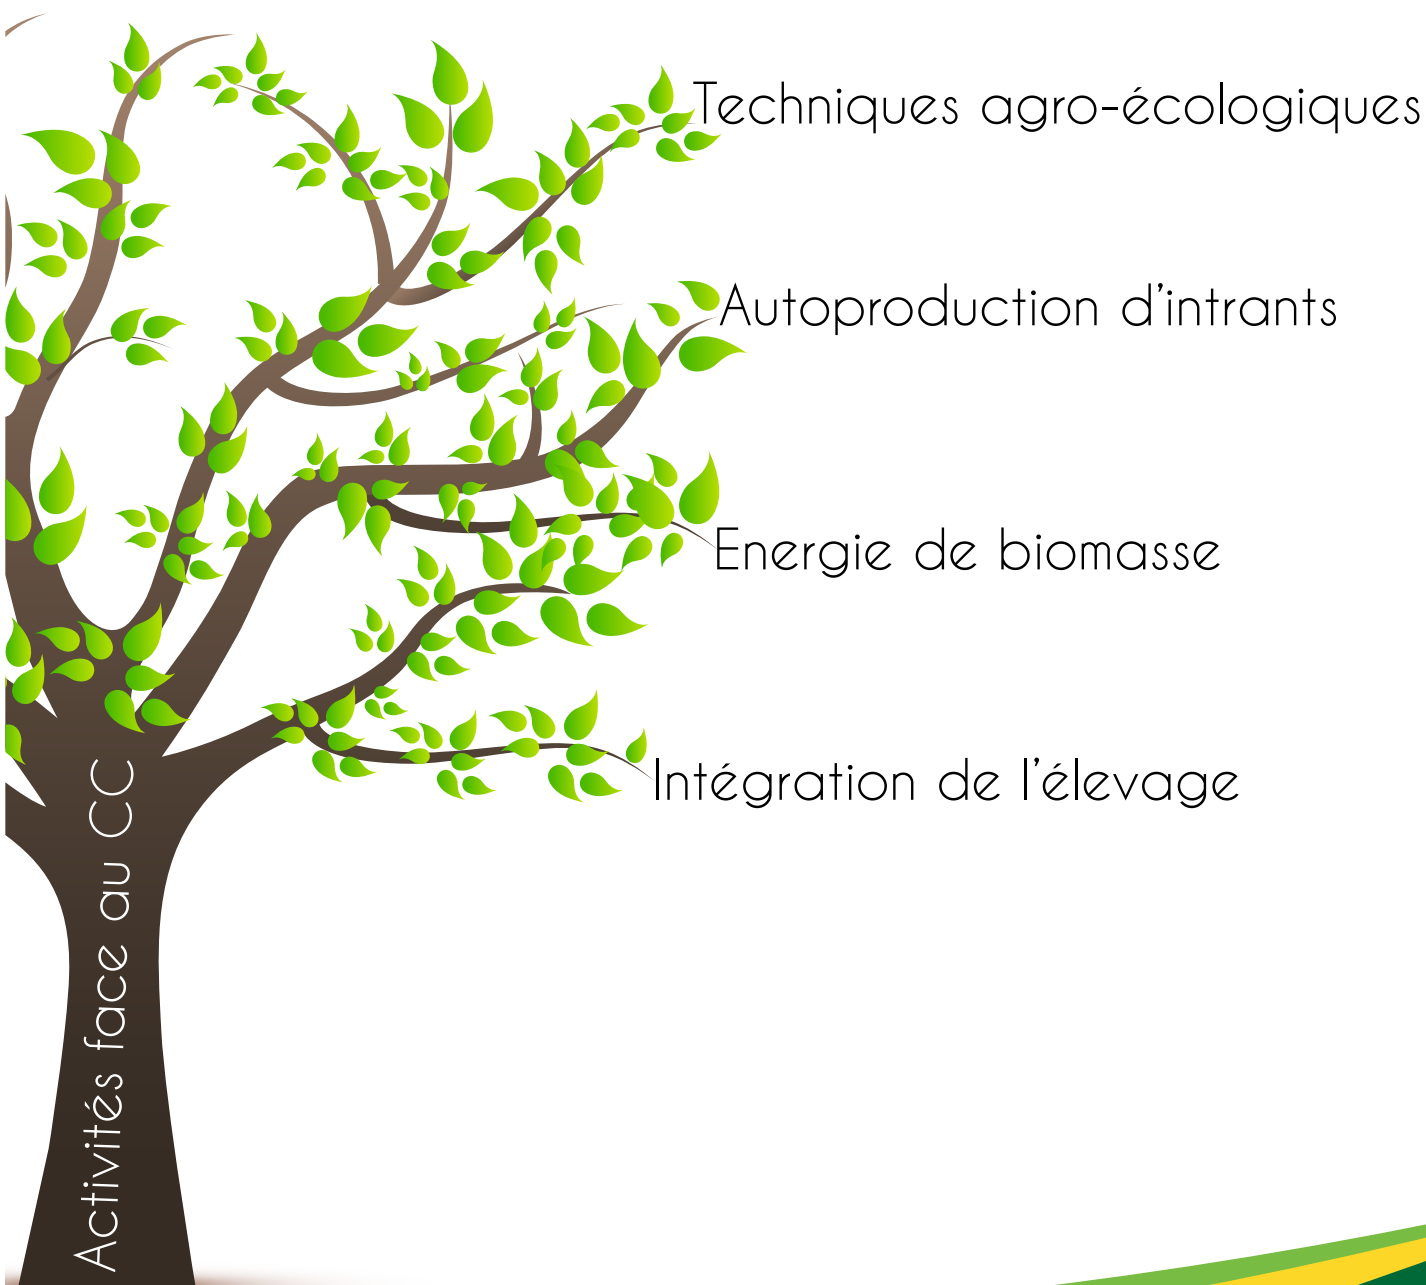 Techniques agro-écologiques
Autoproduction d'intrants
Energie de biomasse
Intégration de l'élevage
Activités face au CC